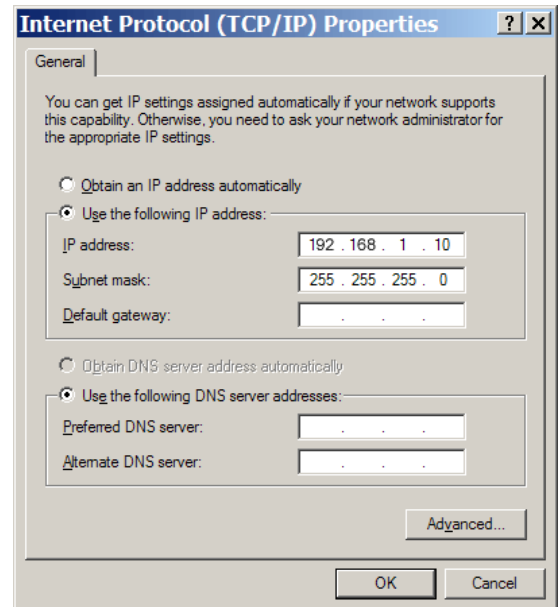 Internet Protocol (TCP/IP) Properties ? X
General
You can get IP settings assigned automatically if your network supports
this capability. Otherwise, you need to ask your network administrator for
the appropriate IP settings.
Obtain an IP address automatically
Use the following IP address:
IP address: 192 . 168 . 1 . 10
Subnet mask: 255 . 255 . 255 . 0
Default gateway: . . .
Obtain DNS server address automatically
Use the following DNS server addresses:
Preferred DNS server: . . .
Alternate DNS server: . . .
Advanced...
OK Cancel